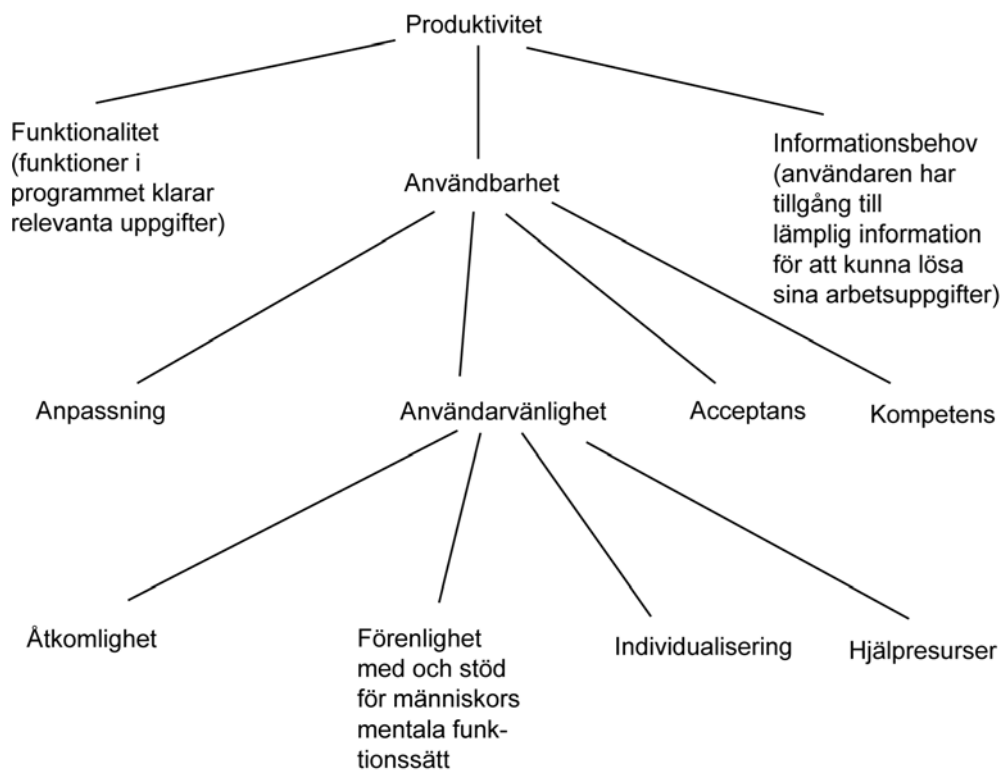 Produktivitet
Funktionalitet
(funktioner i
programmet klarar
relevanta uppgifter)
Användbarhet
Informationsbehov
(användaren har
tillgång till
lämplig information
för att kunna lösa
sina arbetsuppgifter)
Anpassning
Användarvänlighet
Acceptans
Kompetens
Åtkomlighet
Förenlighet
med och stöd
för människors
mentala funk-
tionssätt
Individualisering
Hjälpresurser